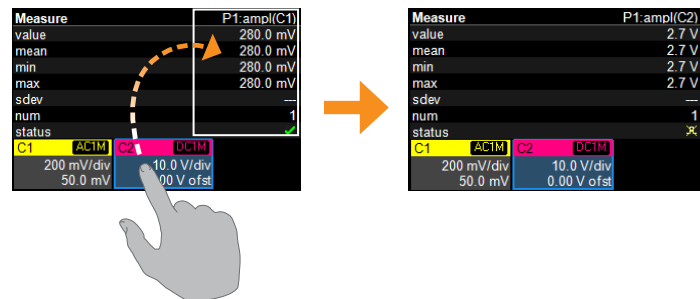 Measure P1:ampl(C1)
value 280.0 mV
mean 280.0 mV
min 280.0 mV
max 280.0 mV
sdev ---
num 1
status
C1 AC1M C2 DC1M
200 mV/div 10.0 V/div
50.0 mV 0.00 V ofst
Measure P1:ampl(C2)
value 2.7 V
mean 2.7 V
min 2.7 V
max 2.7 V
sdev ---
num 1
status
C1 AC1M C2 DC1M
200 mV/div 10.0 V/div
50.0 mV 0.00 V ofst